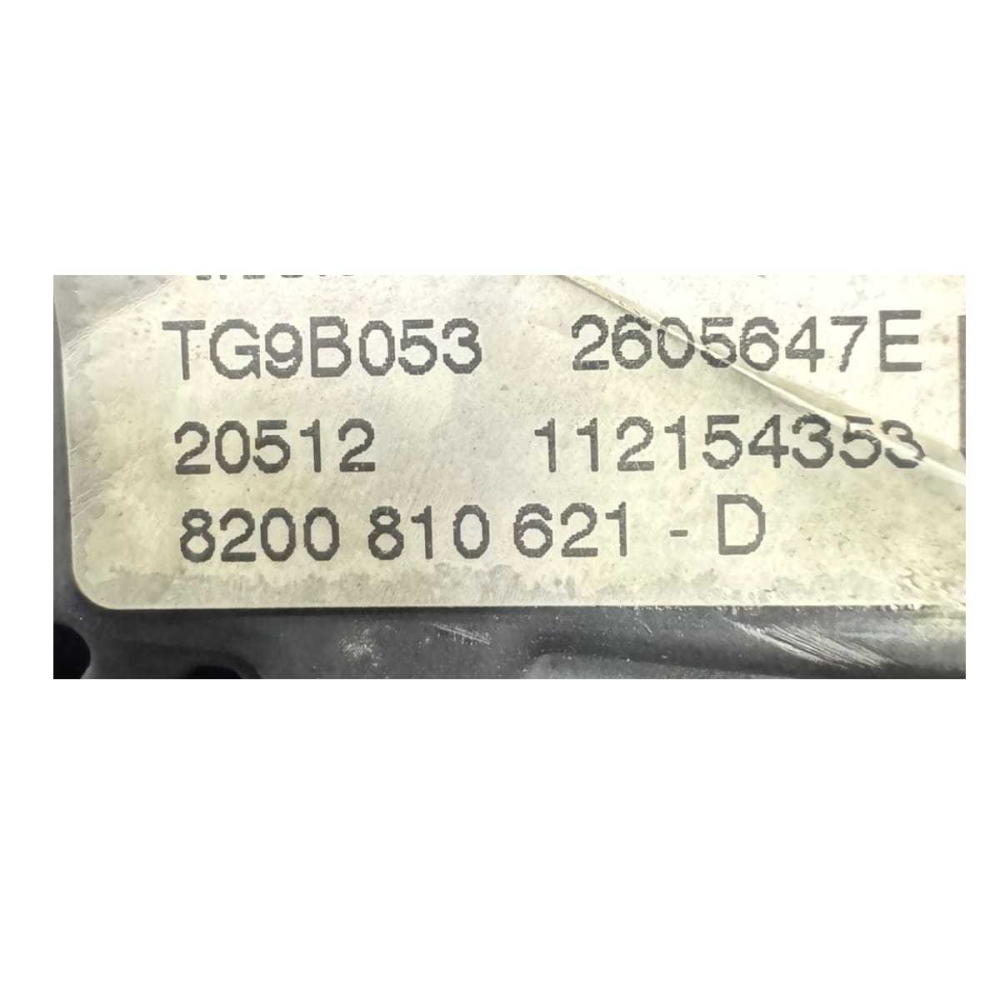 TG9B053 2605647E
20512 112154353
8200 810 621 - D